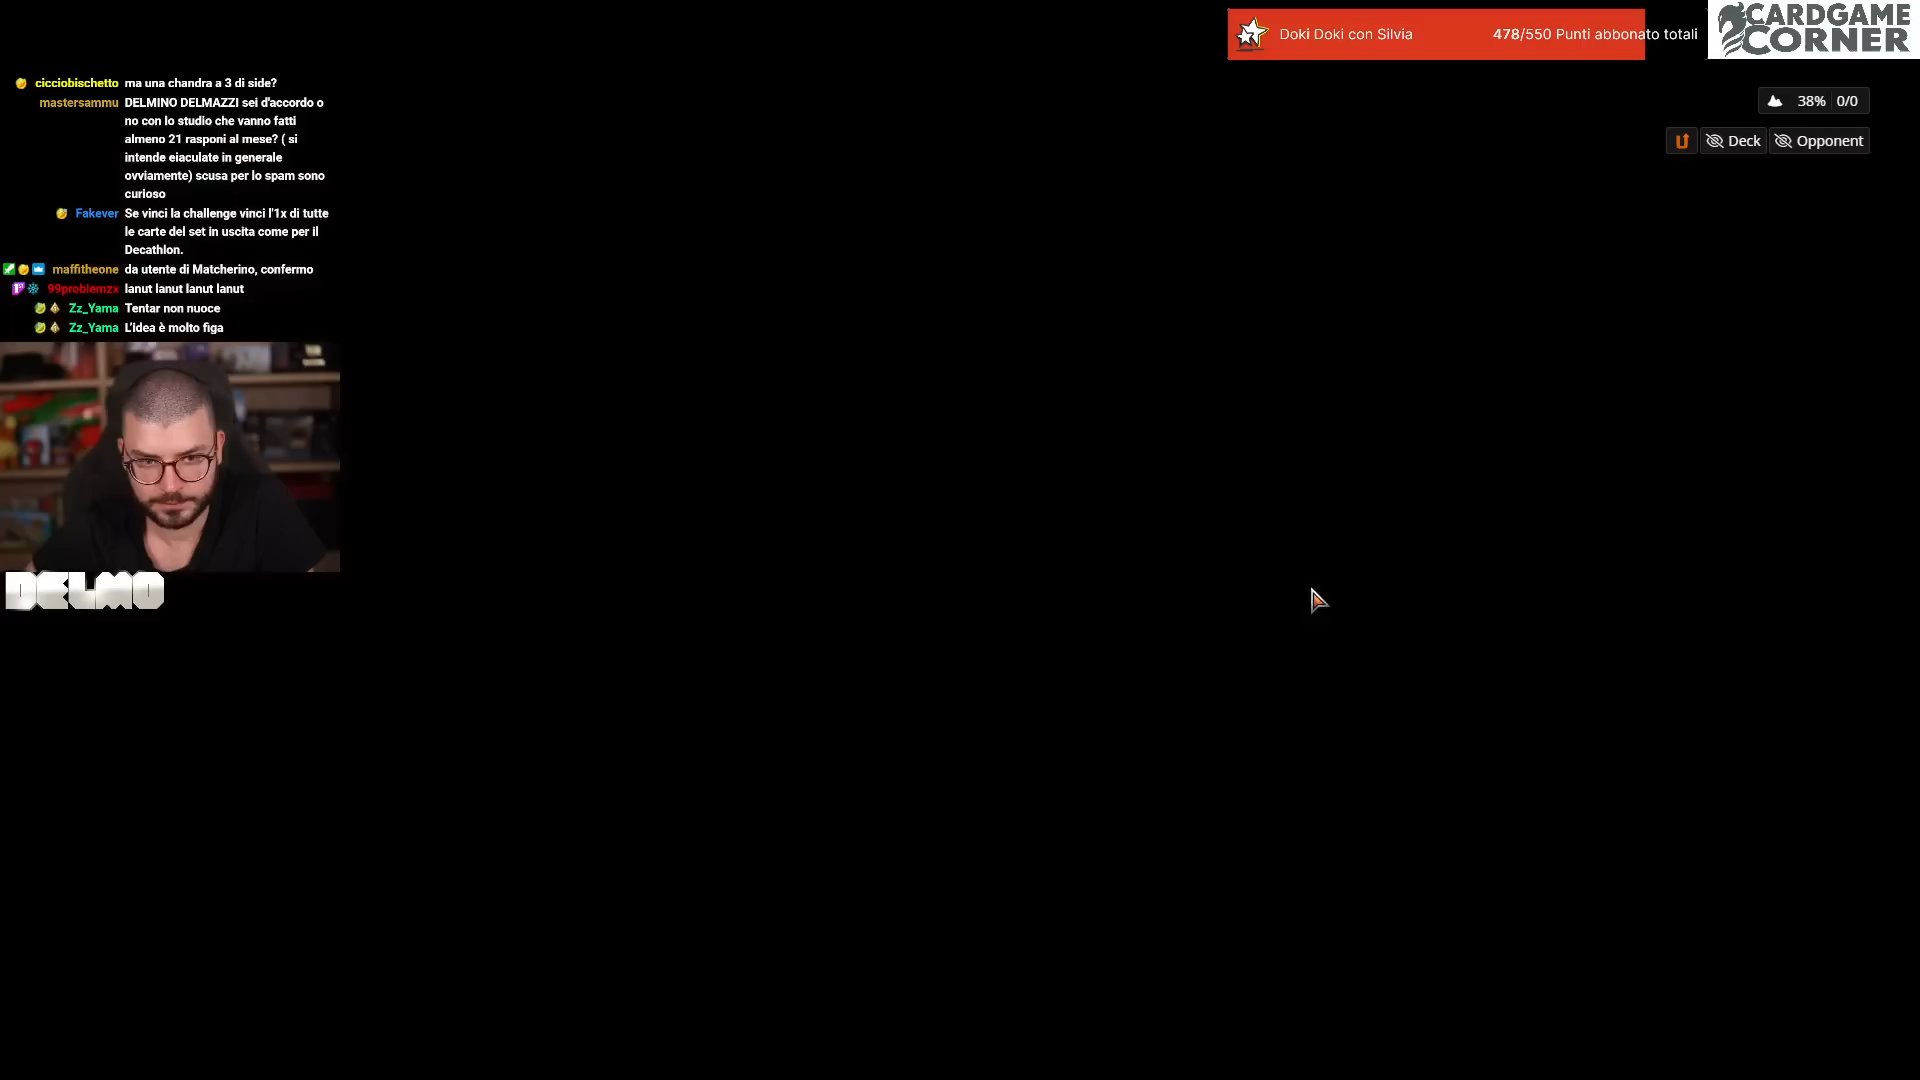 Doki Doki con Silvia 478/550 Punti abbonato totali
CARDGAME
CORNER
38% 0/0
Deck Opponent
cicciobischetto ma una chandra a 3 di side?
mastersammu DELMINO DELMAZZI sei d'accordo o
no con lo studio che vanno fatti
almeno 21 rasponi al mese? ( si
intende eiaculate in generale
ovviamente) scusa per lo spam sono
curioso
Fakever Se vinci la challenge vinci l'1x di tutte
le carte del set in uscita come per il
Decathlon.
maffitheone da utente di Matcherino, confermo
99problemzx lanut lanut lanut lanut
Zz_Yama Tentar non nuoce
Zz_Yama L'idea è molto figa
DELMO